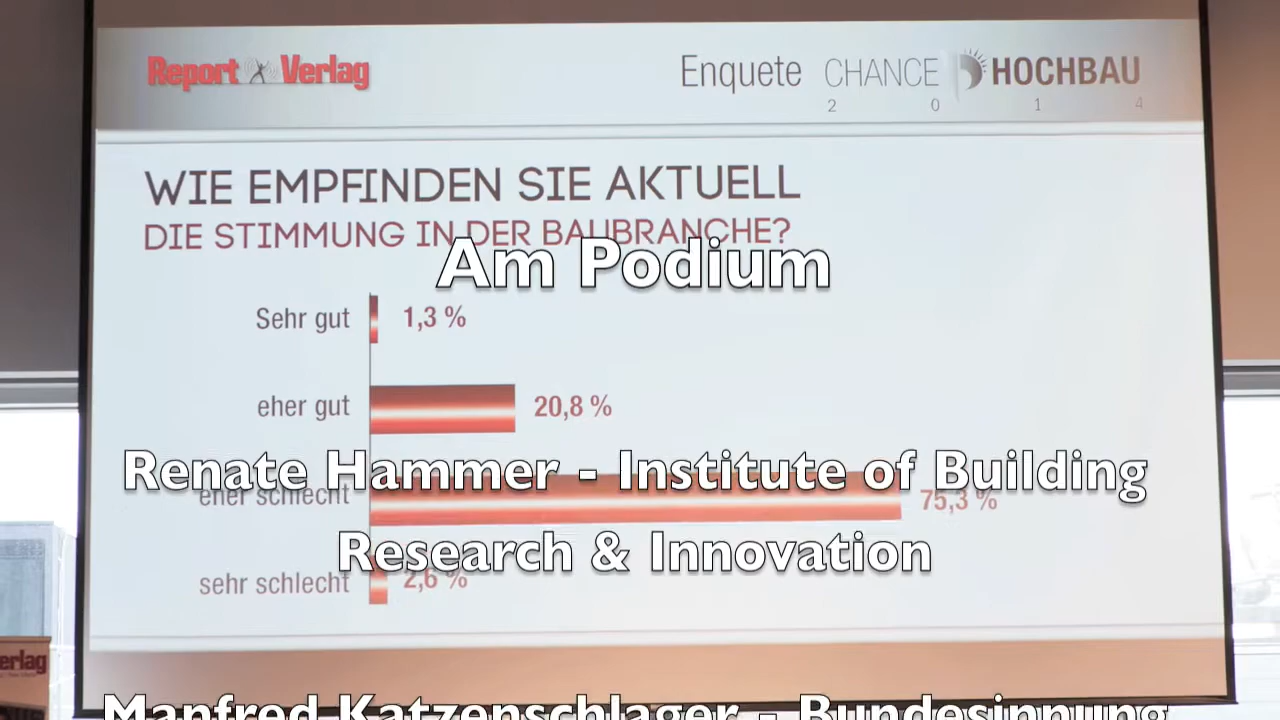 Report Verlag
Enquete CHANCE HOCHBAU
2 0 1 4
WIE EMPFINDEN SIE AKTUELL
DIE STIMMUNG IN DER BAUBRANCHE?
Am Podium
Sehr gut 1,3 %
eher gut 20,8 %
Renate Hammer - Institute of Building
eher schlecht 75,3 %
Research & Innovation
sehr schlecht 2,6 %
erlag
Manfred Katzenschlager - Bundesinnung